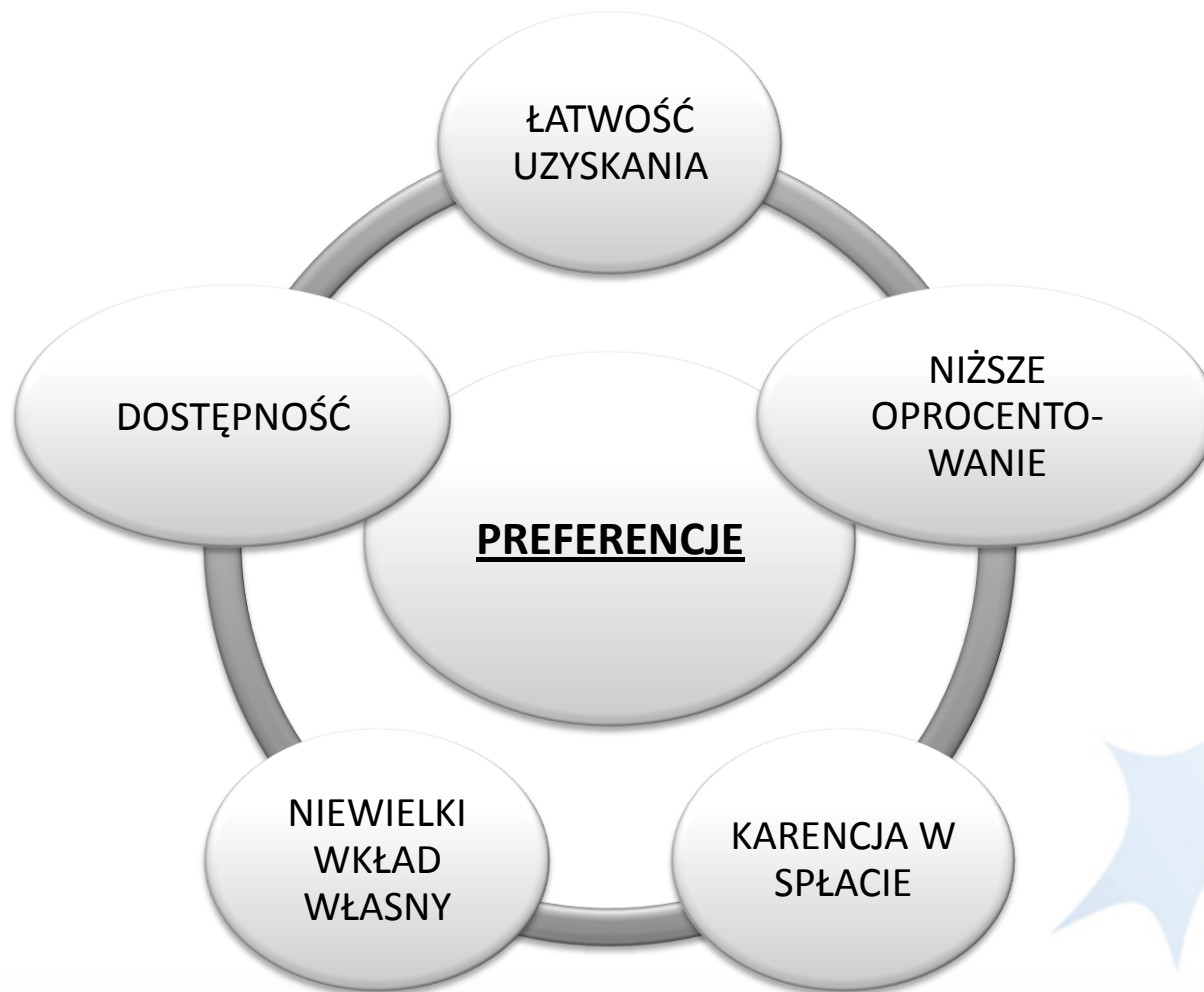 ŁATWOŚĆ
UZYSKANIA
NIŻSZE
OPROCENTO-
WANIE
KARENCJA W
SPŁACIE
NIEWIELKI
WKŁAD
WŁASNY
DOSTĘPNOŚĆ
PREFERENCJE